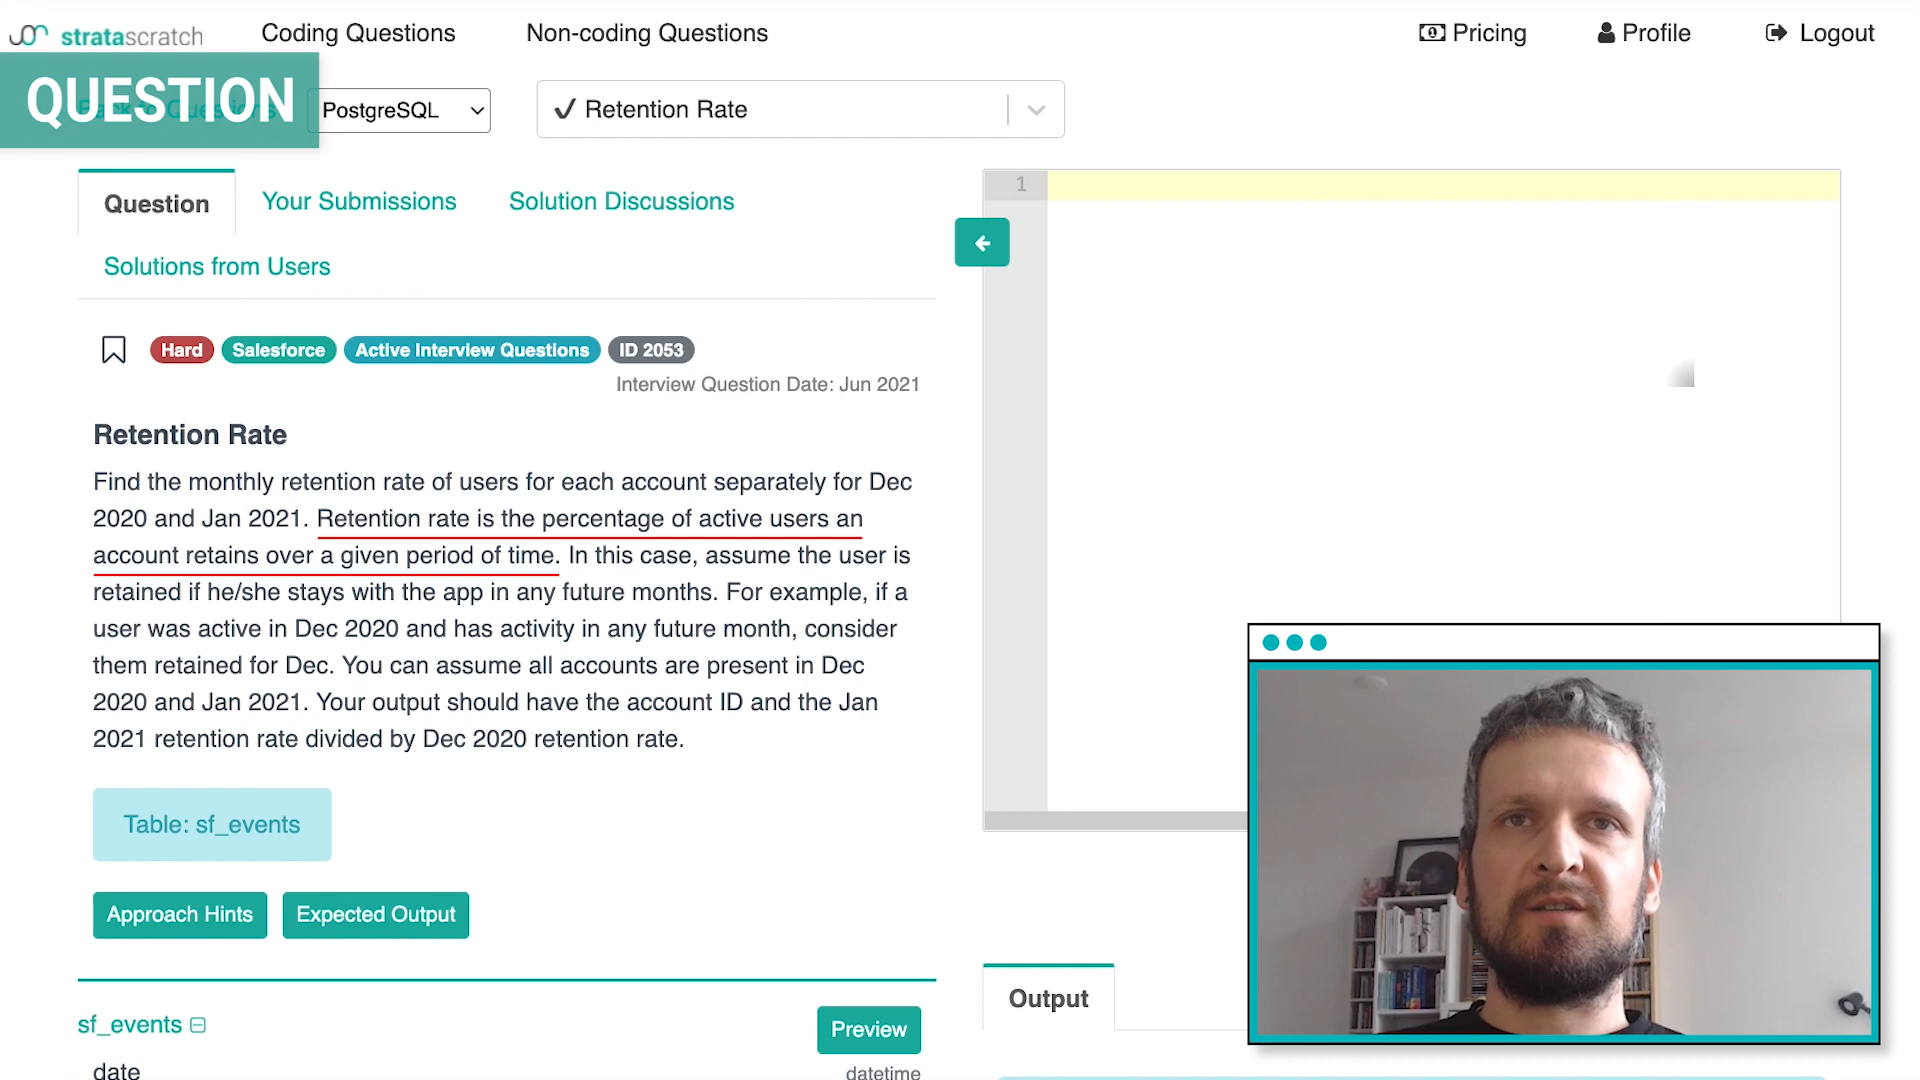 stratascratch
Coding Questions
Non-coding Questions
Pricing
Profile
Logout
QUESTION
PostgreSQL
✓ Retention Rate
Question
Your Submissions
Solution Discussions
Solutions from Users
1
Hard
Salesforce
Active Interview Questions
ID 2053
Interview Question Date: Jun 2021
Retention Rate
Find the monthly retention rate of users for each account separately for Dec
2020 and Jan 2021. Retention rate is the percentage of active users an
account retains over a given period of time. In this case, assume the user is
retained if he/she stays with the app in any future months. For example, if a
user was active in Dec 2020 and has activity in any future month, consider
them retained for Dec. You can assume all accounts are present in Dec
2020 and Jan 2021. Your output should have the account ID and the Jan
2021 retention rate divided by Dec 2020 retention rate.
Table: sf_events
Approach Hints
Expected Output
sf_events
Preview
date
datetime
Output